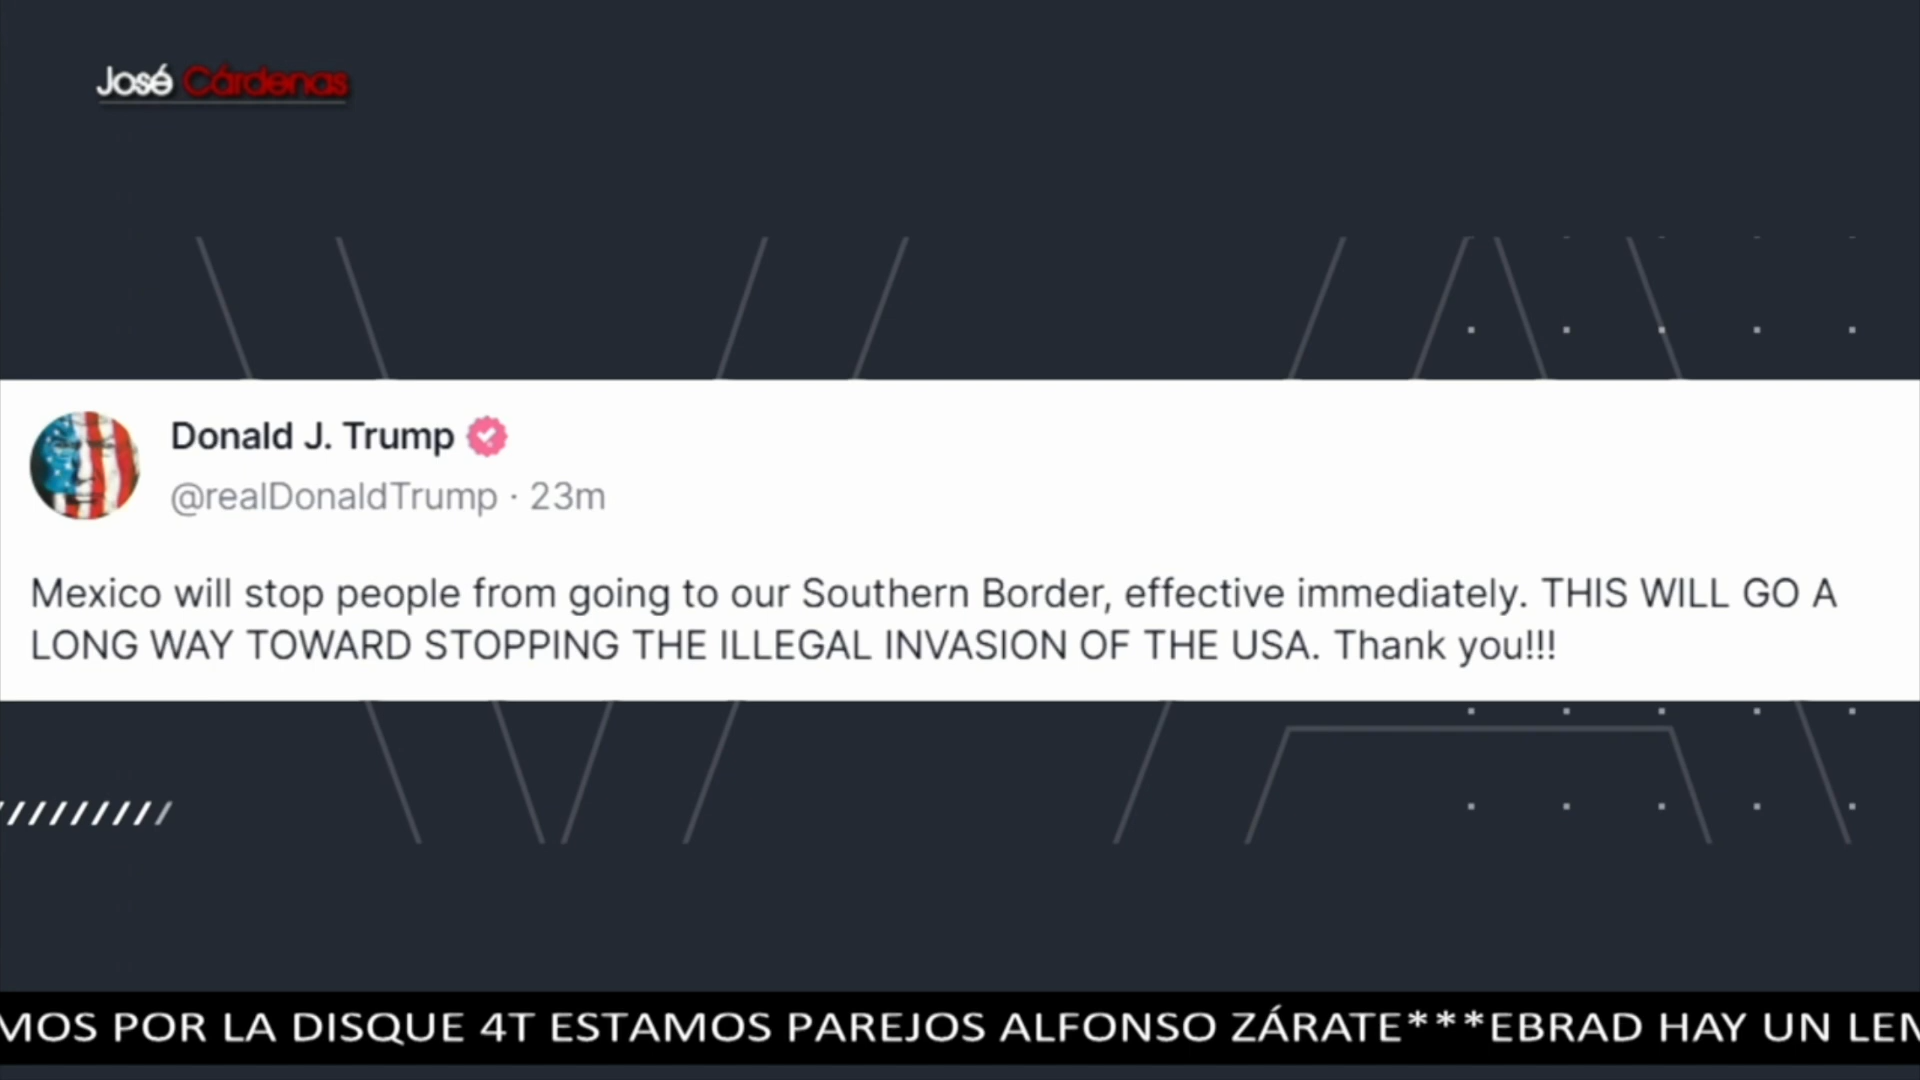 José Cárdenas
Donald J. Trump
@realDonaldTrump · 23m
Mexico will stop people from going to our Southern Border, effective immediately. THIS WILL GO A
LONG WAY TOWARD STOPPING THE ILLEGAL INVASION OF THE USA. Thank you!!!
MOS POR LA DISQUE 4T ESTAMOS PAREJOS ALFONSO ZÁRATE***EBRAD HAY UN LEM